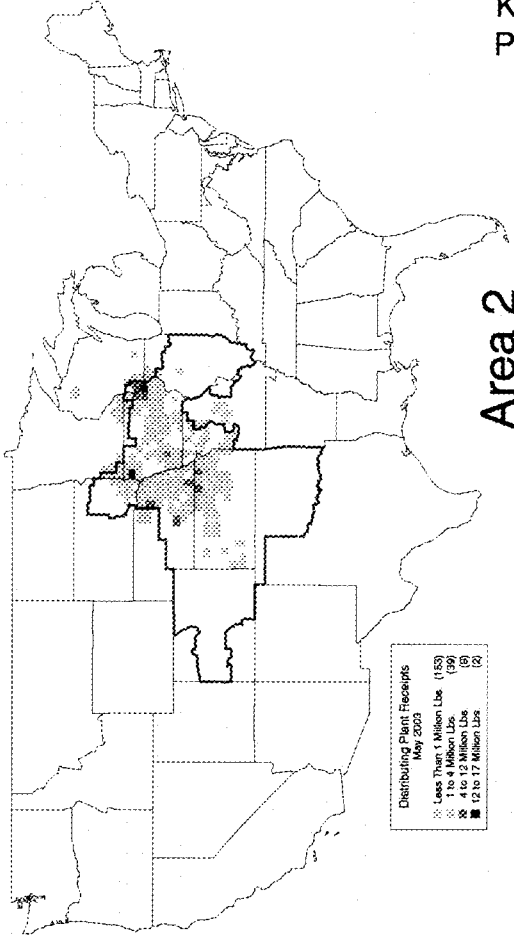 K
P
Area 2
Distributing Plant Receipts
May 2003
Less Than 1 Million Lbs. (153)
1 to 4 Million Lbs. (39)
4 to 12 Million Lbs.
12 to 17 Million Lbs. (2)